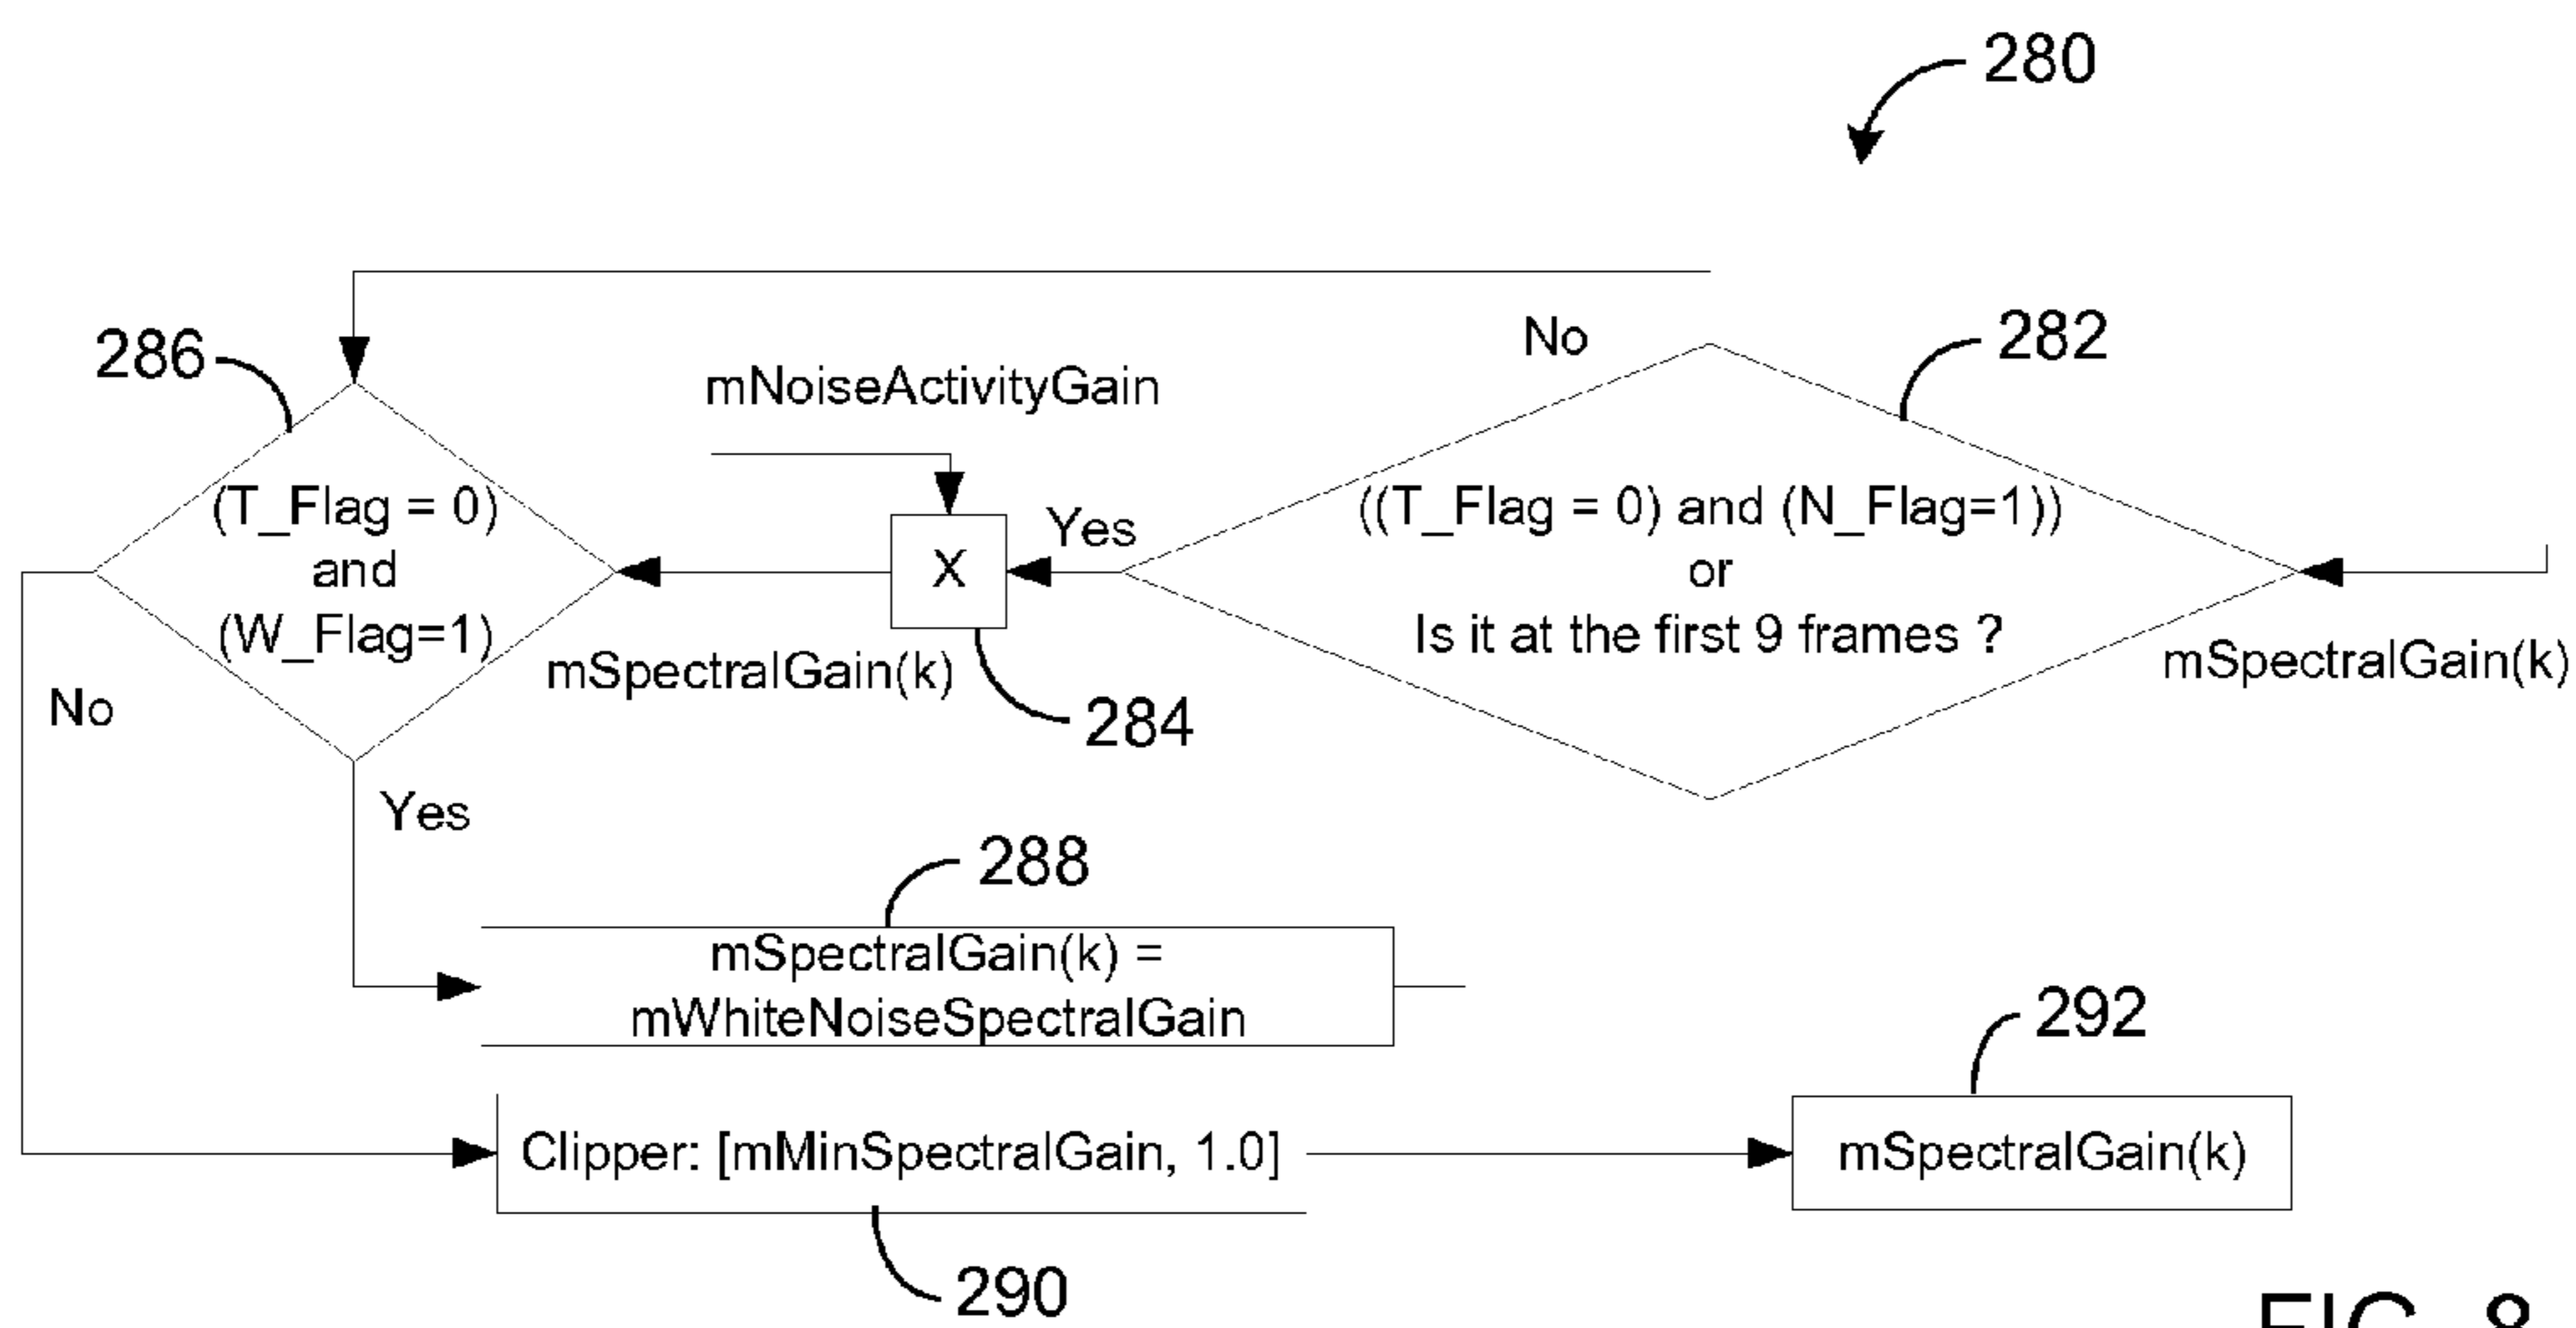 280
No
282
286
mNoiseActivityGain
(T_Flag = 0)
and
(W_Flag=1)
X
Yes
((T_Flag = 0) and (N_Flag=1))
or
Is it at the first 9 frames ?
mSpectralGain(k)
mSpectralGain(k)
284
No
Yes
288
mSpectralGain(k) =
mWhiteNoiseSpectralGain
292
Clipper: [mMinSpectralGain, 1.0]
mSpectralGain(k)
290
FIG. 8